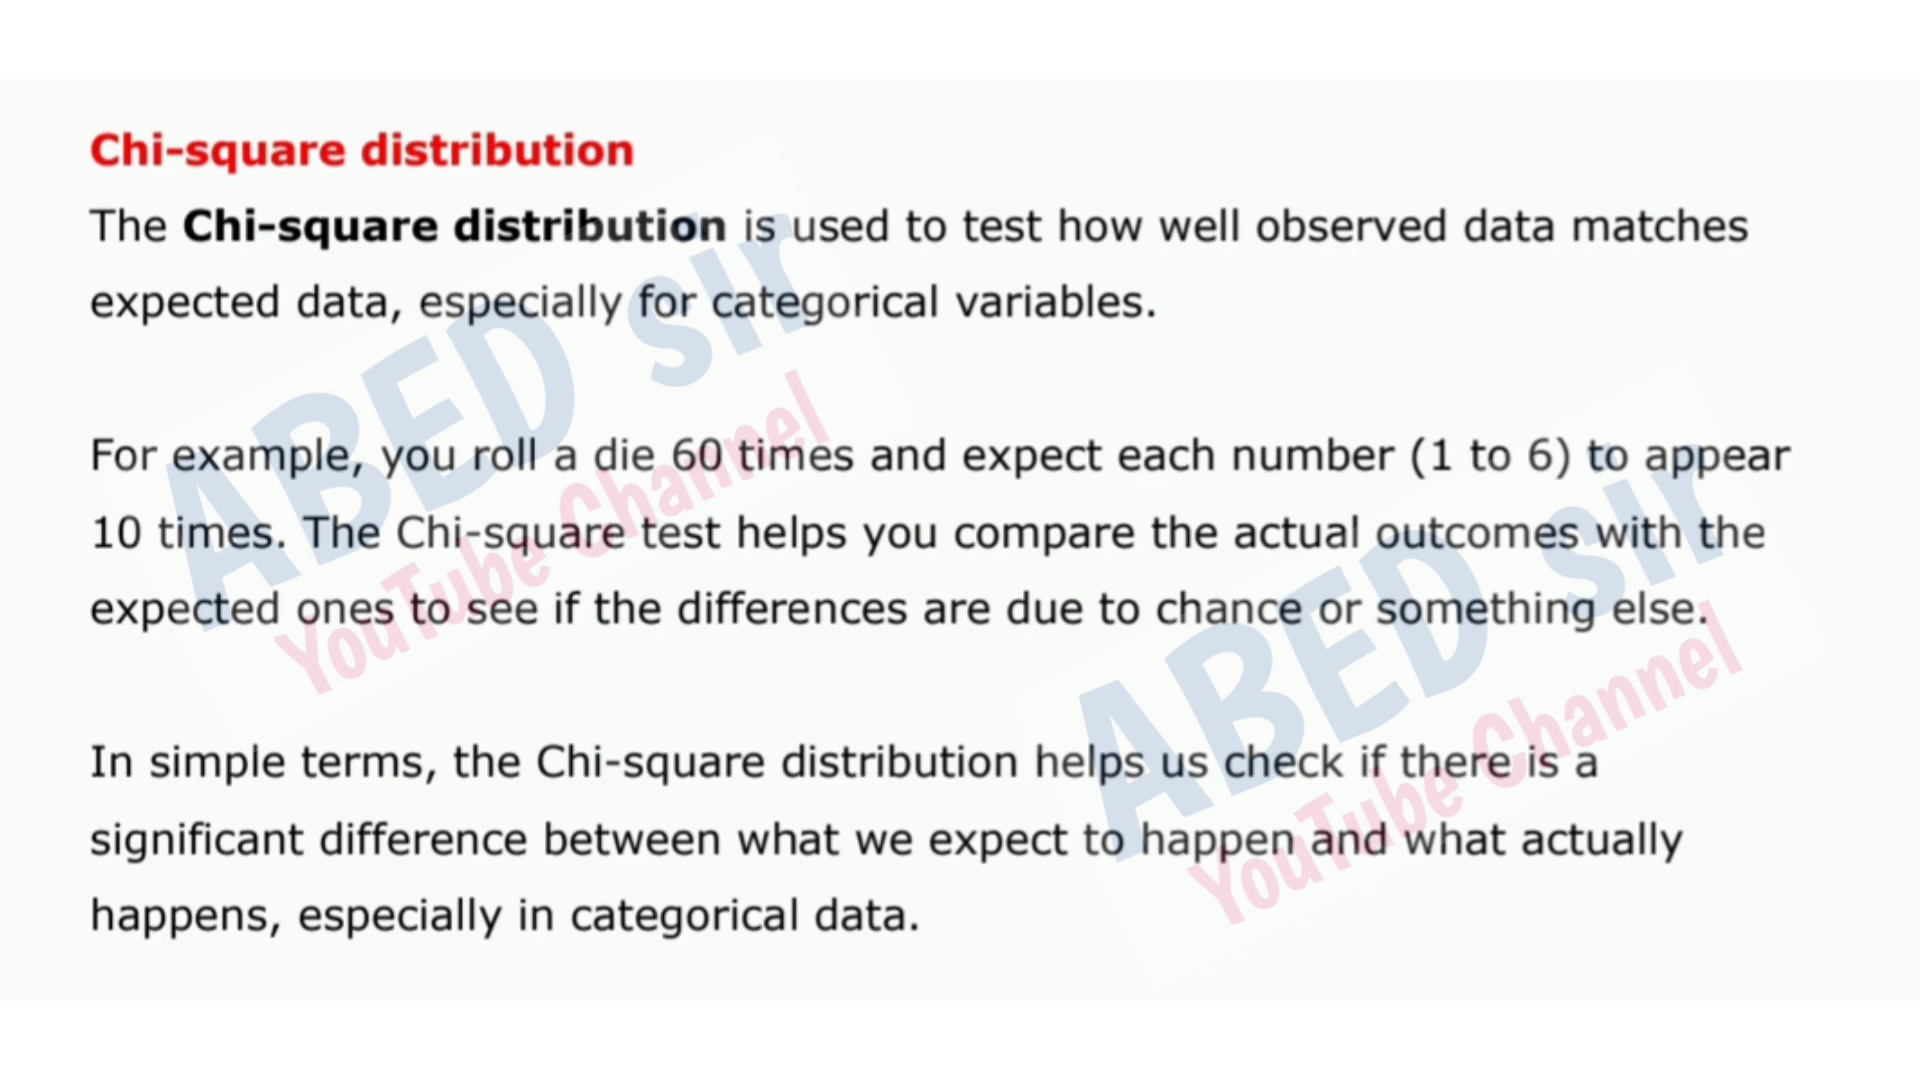 Chi-square distribution
The Chi-square distribution is used to test how well observed data matches
expected data, especially for categorical variables.
For example, you roll a die 60 times and expect each number (1 to 6) to appear
10 times. The Chi-square test helps you compare the actual outcomes with the
expected ones to see if the differences are due to chance or something else.
In simple terms, the Chi-square distribution helps us check if there is a
significant difference between what we expect to happen and what actually
happens, especially in categorical data.
ABED sir
YouTube Channel
ABED sir
YouTube Channel